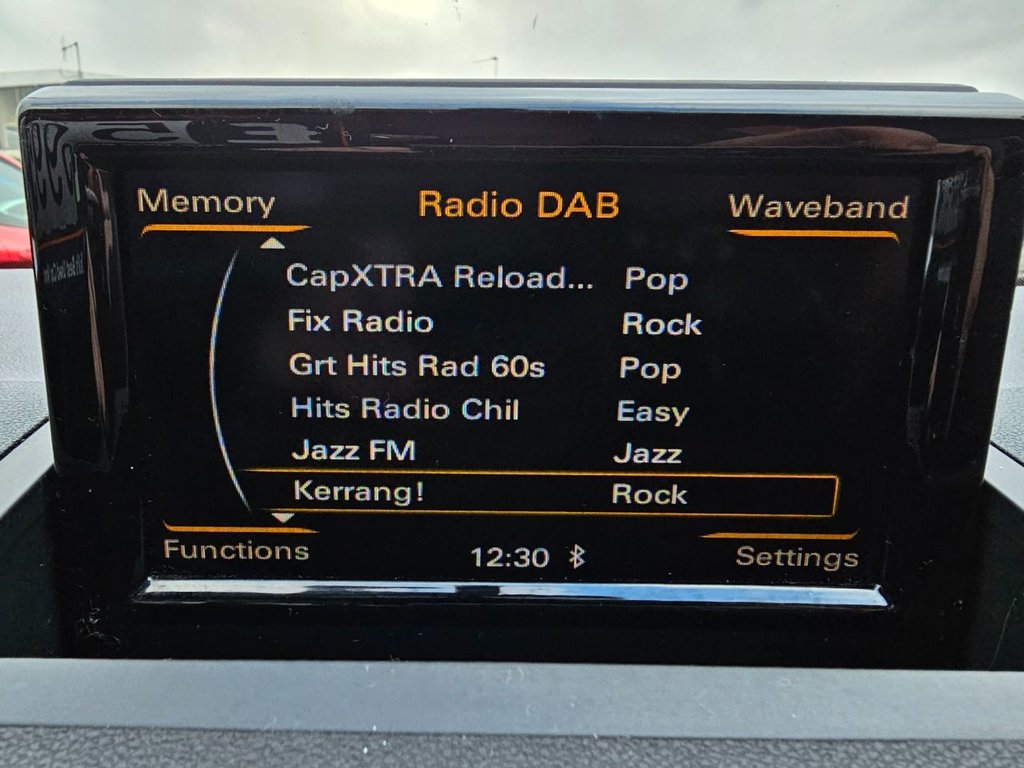 Memory Radio DAB Waveband
CapXTRA Reload... Pop
Fix Radio Rock
Grt Hits Rad 60s Pop
Hits Radio Chil Easy
Jazz FM Jazz
Kerrang! Rock
Functions 12:30 Settings